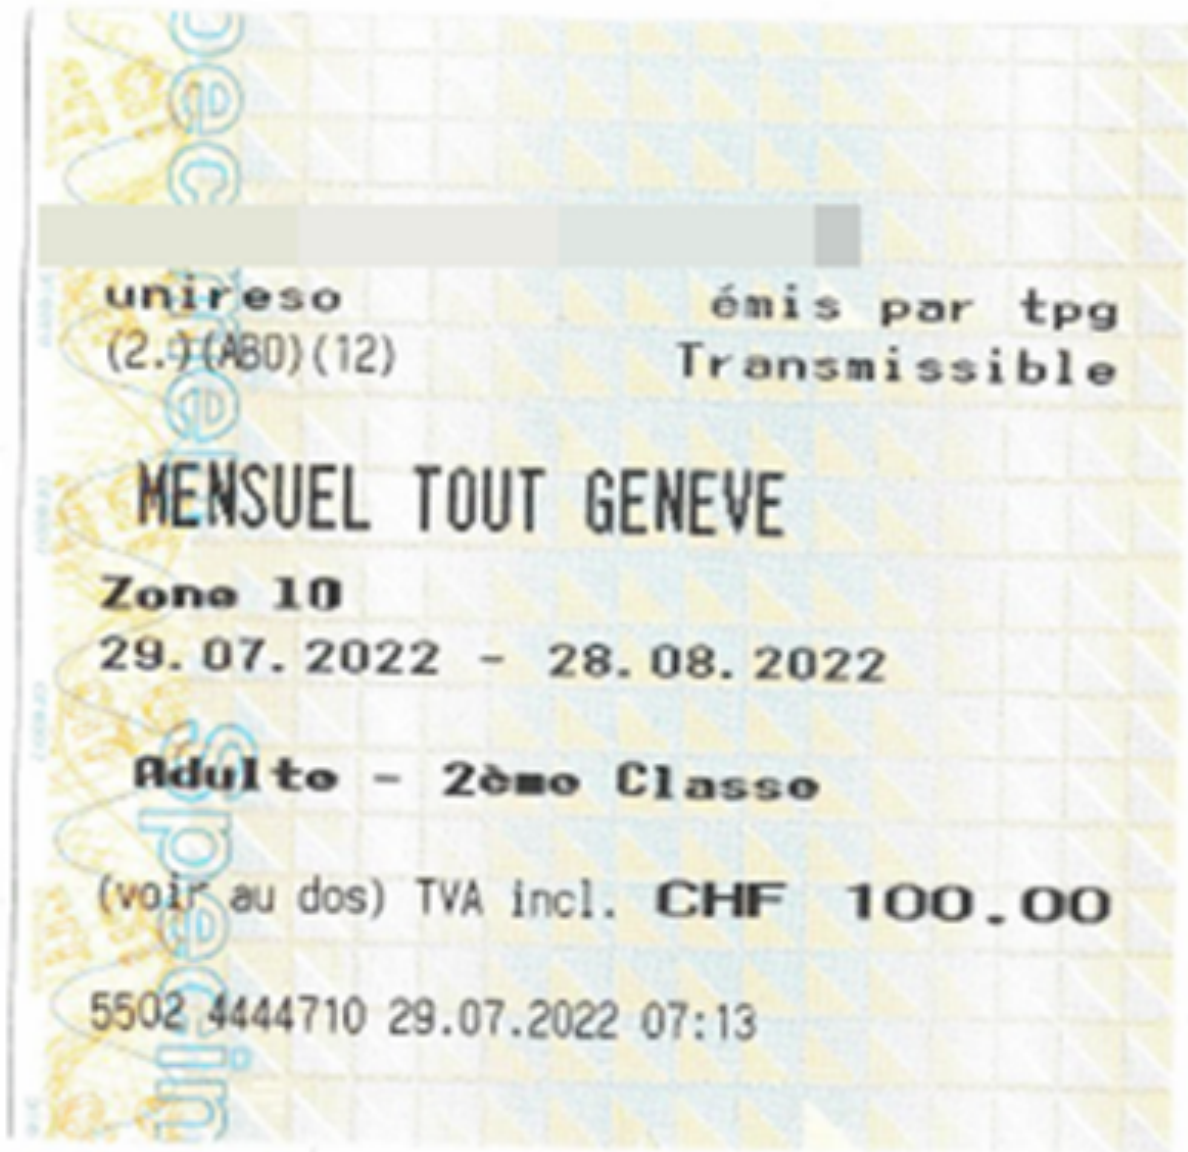 unireso émis par tpg
(2.)(ABO)(12) Transmissible
MENSUEL TOUT GENEVE
Zone 10
29.07.2022 - 28.08.2022
Adulte - 2ème Classe
(voir au dos) TVA incl. CHF 100.00
5502 4444710 29.07.2022 07:13
Specimen